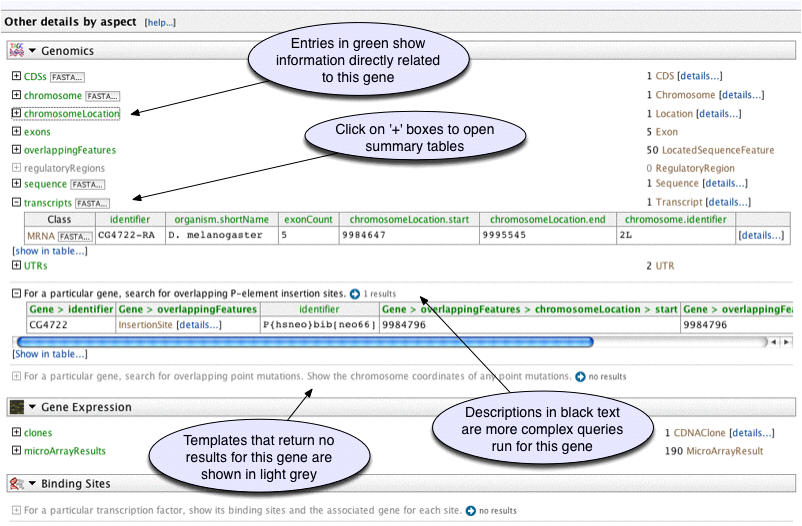 Other details by aspect [help...]
Entries in green show
information directly related
to this gene
Genomics
CDSs FASTA... 1 CDS [details...]
chromosome FASTA... 1 Chromosome [details...]
chromosomeLocation 1 Location [details...]
exons 5 Exon
Click on '+' boxes to open
summary tables
overlappingFeatures 50 LocatedSequenceFeature
regulatoryRegions 0 RegulatoryRegion
sequence FASTA... 1 Sequence [details...]
transcripts FASTA... 1 Transcript [details...]
Class identifier organism.shortName exonCount chromosomeLocation.start chromosomeLocation.end chromosome.identifier
MRNA FASTA... CG4722-RA D. melanogaster 5 9984647 9995545 2L [details...]
[show in table...]
UTRs 2 UTR
For a particular gene, search for overlapping P-element insertion sites. 1 results
Gene > identifier Gene > overlappingFeatures identifier Gene > overlappingFeatures > chromosomeLocation > start Gene > overlappingFea
CG4722 InsertionSite [details...] P{hsneo}bib[neo66] 9984796 9984796
[Show in table...]
For a particular gene, search for overlapping point mutations. Show the chromosome coordinates of any point mutations. no results
Gene Expression
Descriptions in black text
are more complex queries
run for this gene
clones 1 CDNAClone [details...]
microArrayResults 190 MicroArrayResult
Templates that return no
results for this gene are
shown in light grey
Binding Sites
For a particular transcription factor, show its binding sites and the associated gene for each site. no results